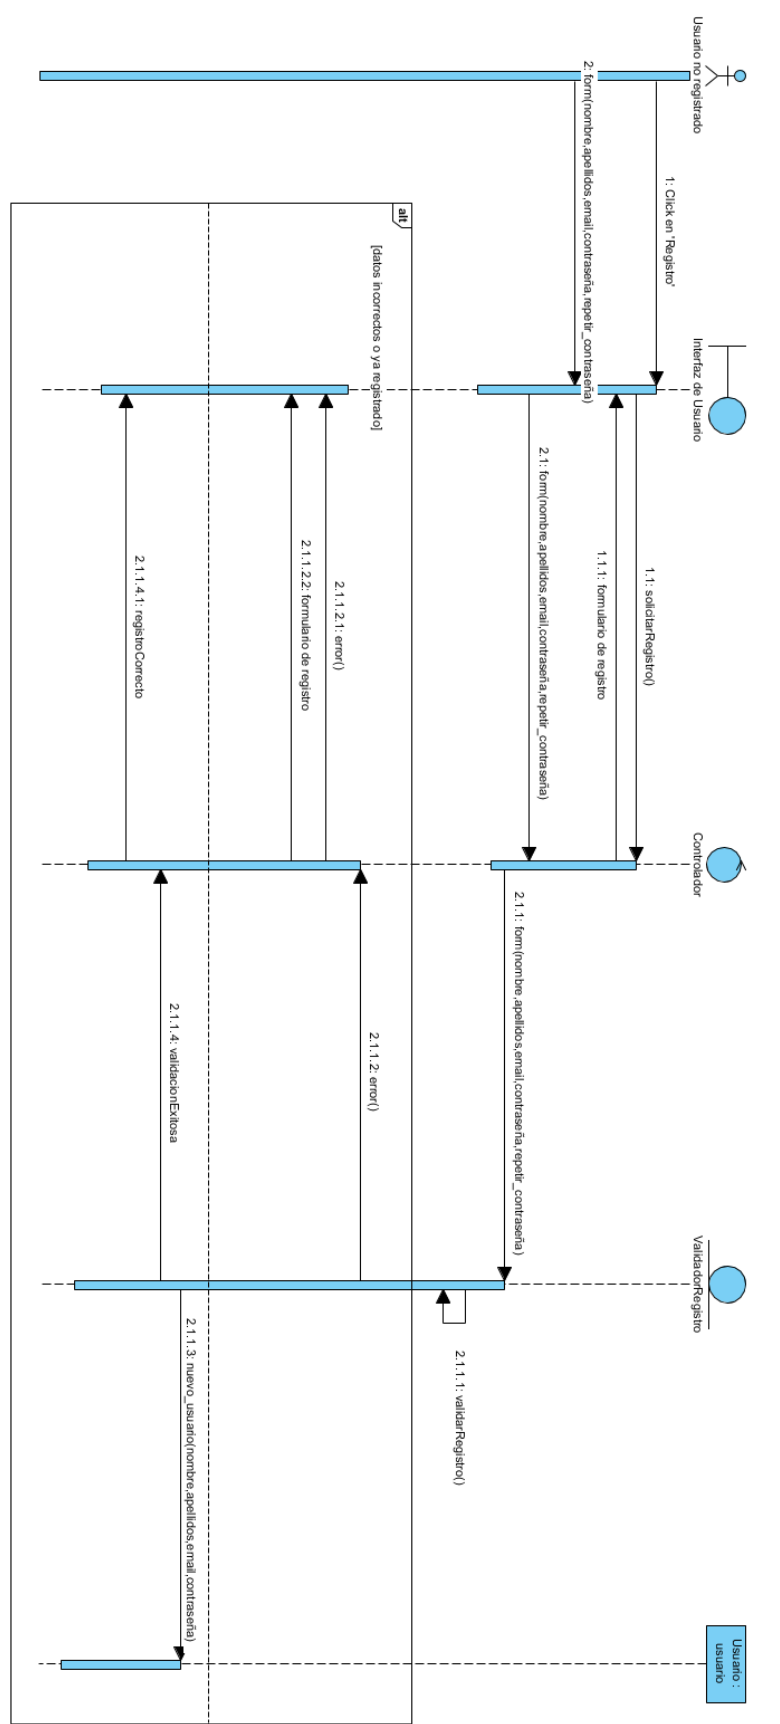 Usuario no registrado
Interfaz de Usuario
Controlador
ValidadorRegistro
Usuario :
usuario
1: Click en 'Registro'
1.1: solicitarRegistro()
1.1.1: formulario de registro
2: form(nombre,apellidos,email,contraseña,repetir_contraseña)
2.1: form(nombre,apellidos,email,contraseña,repetir_contraseña)
2.1.1: form(nombre,apellidos,email,contraseña,repetir_contraseña)
2.1.1.1: validarRegistro()
alt
[datos incorrectos o ya registrado]
2.1.1.2: error()
2.1.1.2.1: error()
2.1.1.2.2: formulario de registro
2.1.1.3: nuevo_usuario(nombre,apellidos,email,contraseña)
2.1.1.4: validacionExitosa
2.1.1.4.1: registroCorrecto